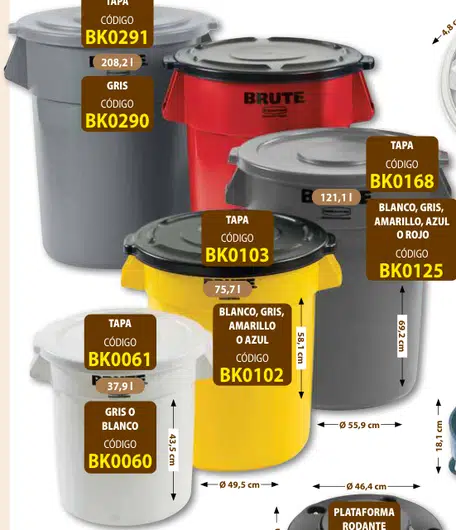 TAPA
CÓDIGO
BK0291
208,2 l
GRIS
CÓDIGO
BK0290
BRUTE
TAPA
CÓDIGO
BK0168
121,1 l
BLANCO, GRIS,
AMARILLO, AZUL
O ROJO
CÓDIGO
BK0125
69,2 cm
Ø 55,9 cm
TAPA
CÓDIGO
BK0103
75,7 l
BLANCO, GRIS,
AMARILLO
O AZUL
CÓDIGO
BK0102
58,1 cm
Ø 49,5 cm
TAPA
CÓDIGO
BK0061
BRUTE
37,9 l
GRIS O
BLANCO
CÓDIGO
BK0060
43,5 cm
4,8
18,1 cm
Ø 46,4 cm
PLATAFORMA
RODANTE